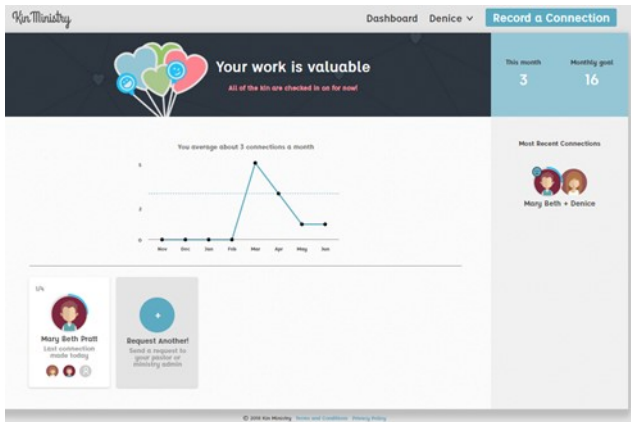 Kin Ministry
Dashboard Denice
Record a Connection
Your work is valuable
All of the kin are checked in on for now!
This month
3
Monthly goal
16
You average about 3 connections a month
Nov Dec Jan Feb Mar Apr May Jun
Most Recent Connections
Mary Beth + Denice
Mary Beth Pratt
Last connection
made today
+
Request Another!
Send a request to
your pastor or
ministry admin
© 2016 Kin Ministry Terms and Conditions Privacy Policy